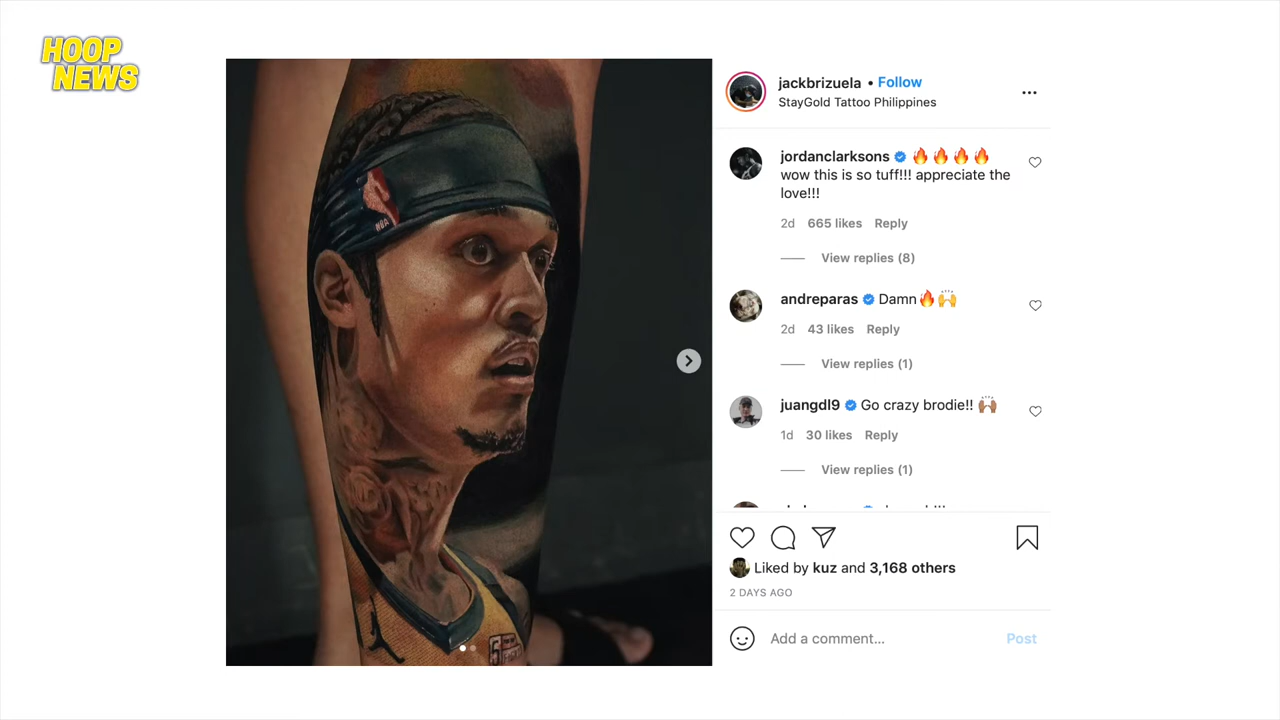 HOOP
NEWS
jackbrizuela • Follow
StayGold Tattoo Philippines
jordanclarksons 🔥🔥🔥🔥
wow this is so tuff!!! appreciate the
love!!!
2d 665 likes Reply
View replies (8)
andreparas Damn🔥🙌
2d 43 likes Reply
View replies (1)
juangdl9 Go crazy brodie!! 🙌🏽
1d 30 likes Reply
View replies (1)
Liked by kuz and 3,168 others
2 DAYS AGO
Add a comment...
Post
NBA
5